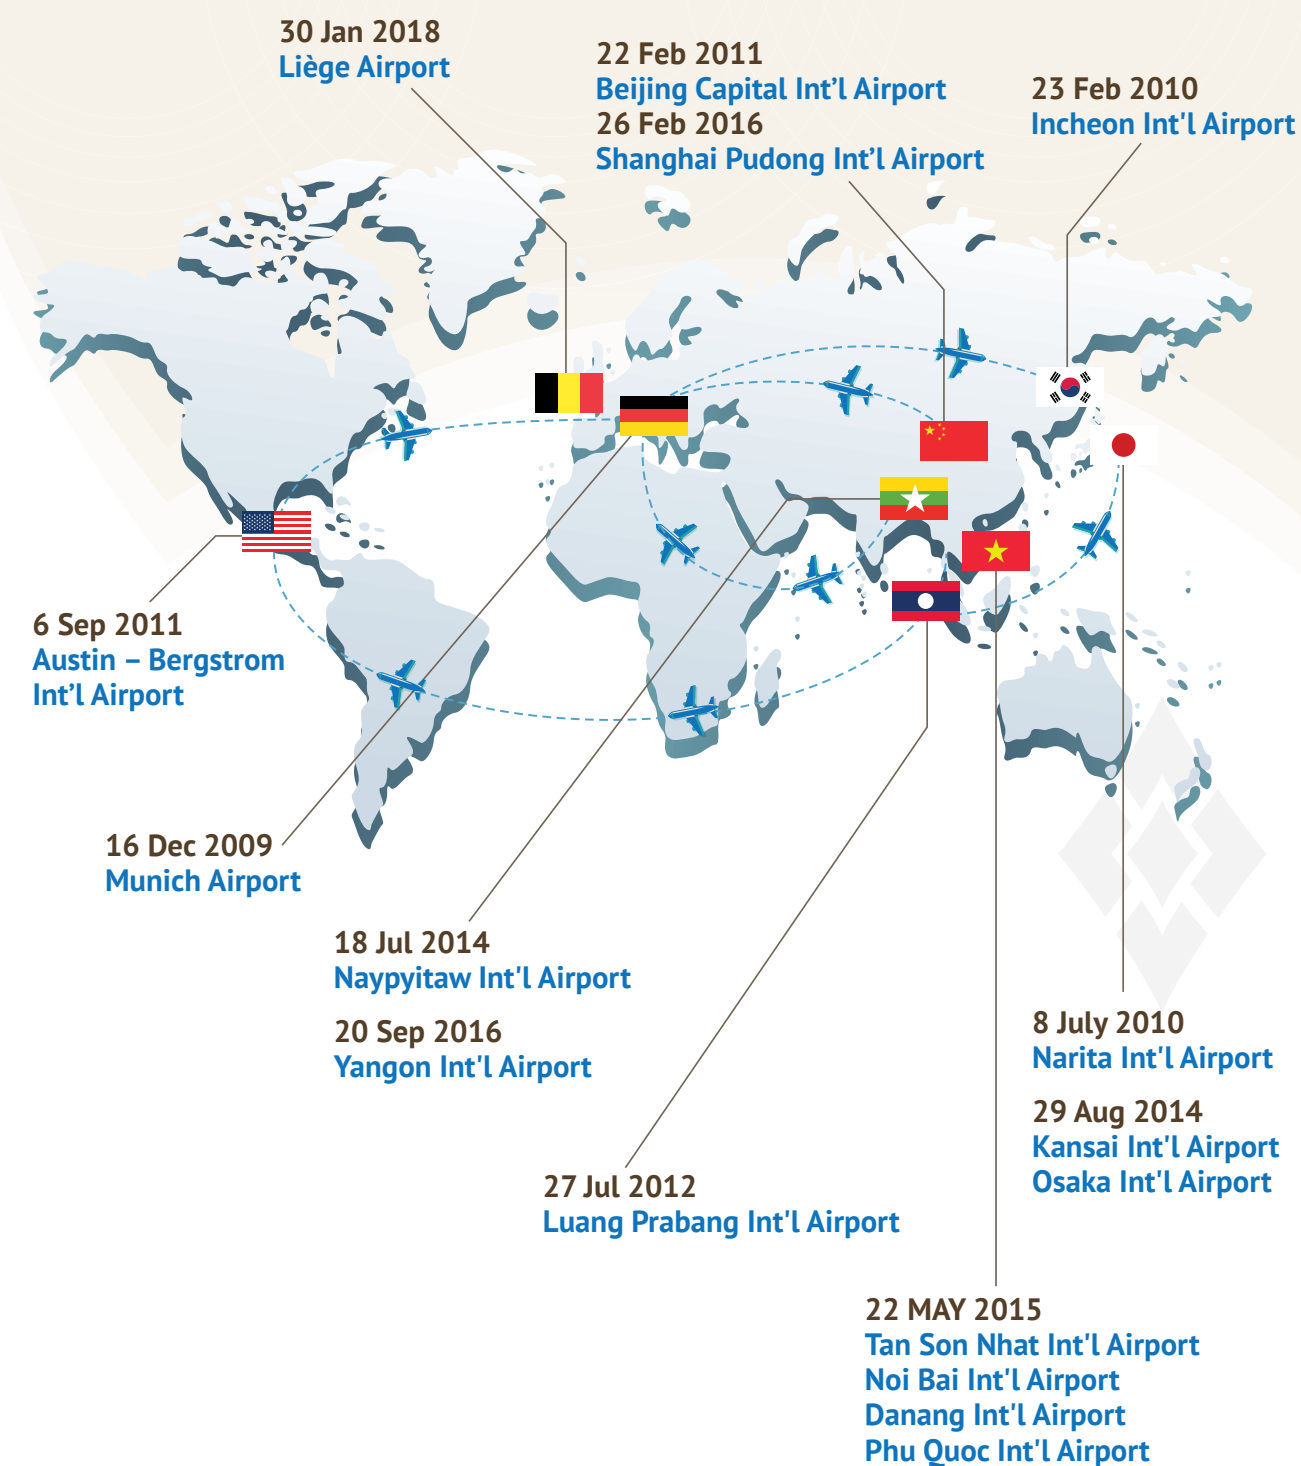 30 Jan 2018
Liège Airport
22 Feb 2011
Beijing Capital Int’l Airport
26 Feb 2016
Shanghai Pudong Int’l Airport
23 Feb 2010
Incheon Int'l Airport
6 Sep 2011
Austin – Bergstrom
Int’l Airport
16 Dec 2009
Munich Airport
18 Jul 2014
Naypyitaw Int'l Airport
20 Sep 2016
Yangon Int'l Airport
8 July 2010
Narita Int'l Airport
29 Aug 2014
Kansai Int'l Airport
Osaka Int'l Airport
27 Jul 2012
Luang Prabang Int'l Airport
22 MAY 2015
Tan Son Nhat Int'l Airport
Noi Bai Int'l Airport
Danang Int'l Airport
Phu Quoc Int'l Airport